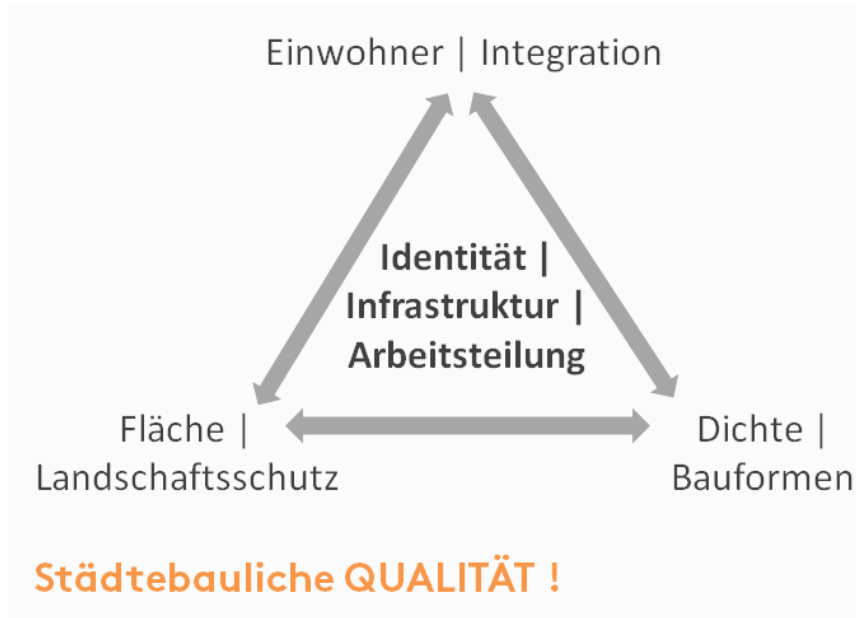 Einwohner | Integration
Identität |
Infrastruktur |
Arbeitsteilung
Fläche |
Landschaftsschutz
Dichte |
Bauformen
Städtebauliche QUALITÄT !